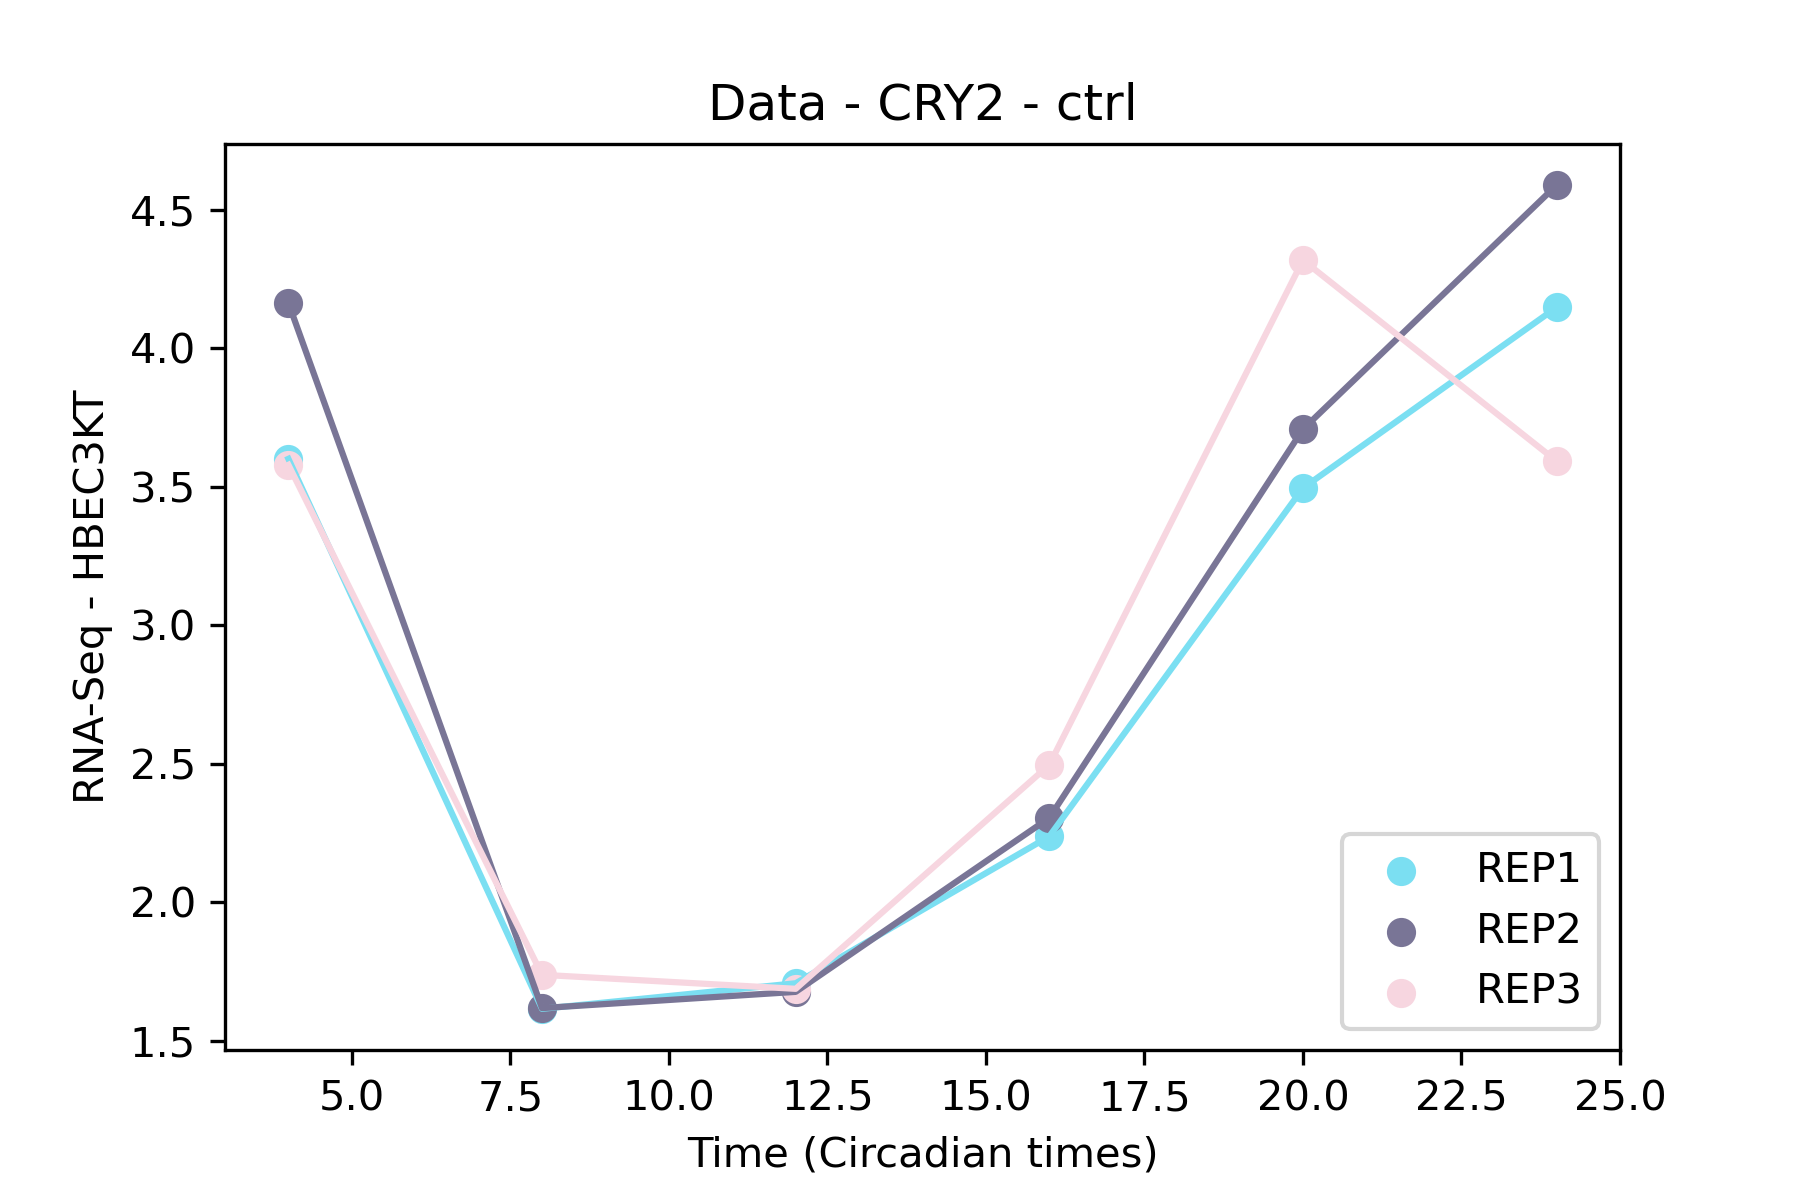 Data - CRY2 - ctrl
RNA-Seq - HBEC3KT
4.5
4.0
3.5
3.0
2.5
2.0
1.5
REP1
REP2
REP3
5.0 7.5 10.0 12.5 15.0 17.5 20.0 22.5 25.0
Time (Circadian times)